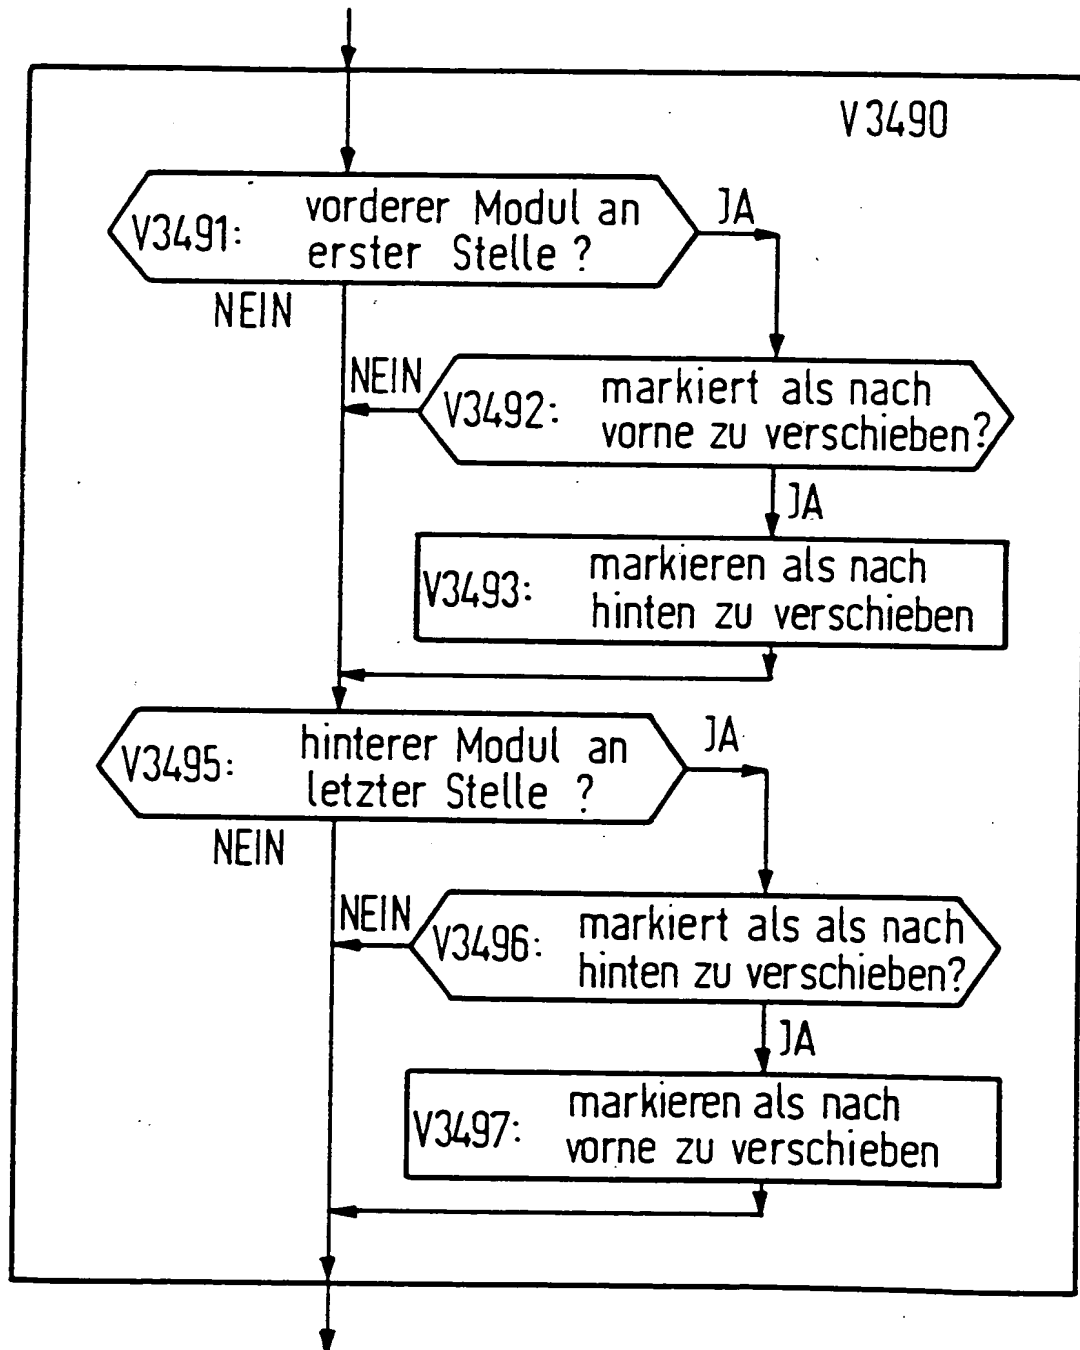 V3490
V3491: vorderer Modul an
erster Stelle ?
JA
NEIN
NEIN
V3492: markiert als nach
vorne zu verschieben?
JA
V3493: markieren als nach
hinten zu verschieben
V3495: hinterer Modul an
letzter Stelle ?
JA
NEIN
NEIN
V3496: markiert als als nach
hinten zu verschieben?
JA
V3497: markieren als nach
vorne zu verschieben